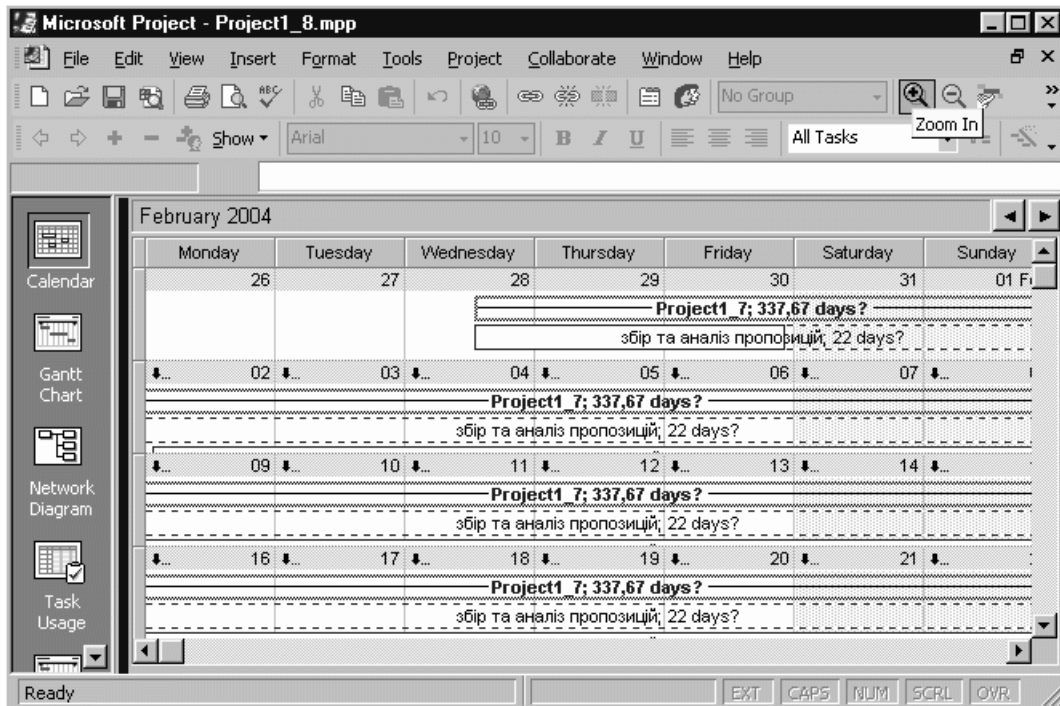 Microsoft Project - Project1_8.mpp
File Edit View Insert Format Tools Project Collaborate Window Help
ABC No Group
Show Arial 10 B I U All Tasks
Zoom In
February 2004
Monday Tuesday Wednesday Thursday Friday Saturday Sunday
26 27 28 29 30 31 01
Project1_7; 337,67 days?
збір та аналіз пропозицій; 22 days?
02 ... 03 ... 04 ... 05 ... 06 ... 07 ...
Project1_7; 337,67 days?
збір та аналіз пропозицій; 22 days?
09 ... 10 ... 11 ... 12 ... 13 ... 14 ...
Project1_7; 337,67 days?
збір та аналіз пропозицій; 22 days?
16 ... 17 ... 18 ... 19 ... 20 ... 21 ...
Project1_7; 337,67 days?
збір та аналіз пропозицій; 22 days?
Calendar
Gantt
Chart
Network
Diagram
Task
Usage
Ready EXT CAPS NUM SCRL OVR